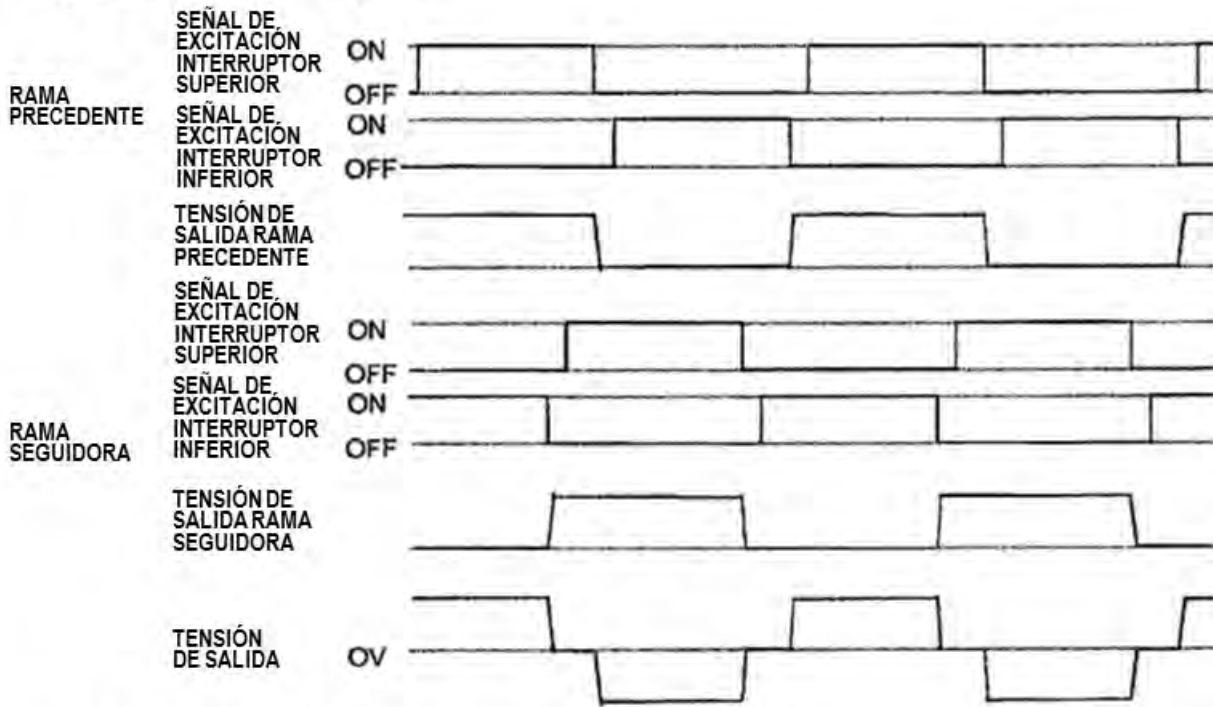 SEÑAL DE
EXCITACIÓN
INTERRUPTOR
SUPERIOR
ON
OFF
RAMA
PRECEDENTE
SEÑAL DE
EXCITACIÓN
INTERRUPTOR
INFERIOR
ON
OFF
TENSIÓN DE
SALIDA RAMA
PRECEDENTE
SEÑAL DE
EXCITACIÓN
INTERRUPTOR
SUPERIOR
ON
OFF
RAMA
SEGUIDORA
SEÑAL DE
EXCITACIÓN
INTERRUPTOR
INFERIOR
ON
OFF
TENSIÓN DE
SALIDA RAMA
SEGUIDORA
TENSIÓN
DE SALIDA
OV